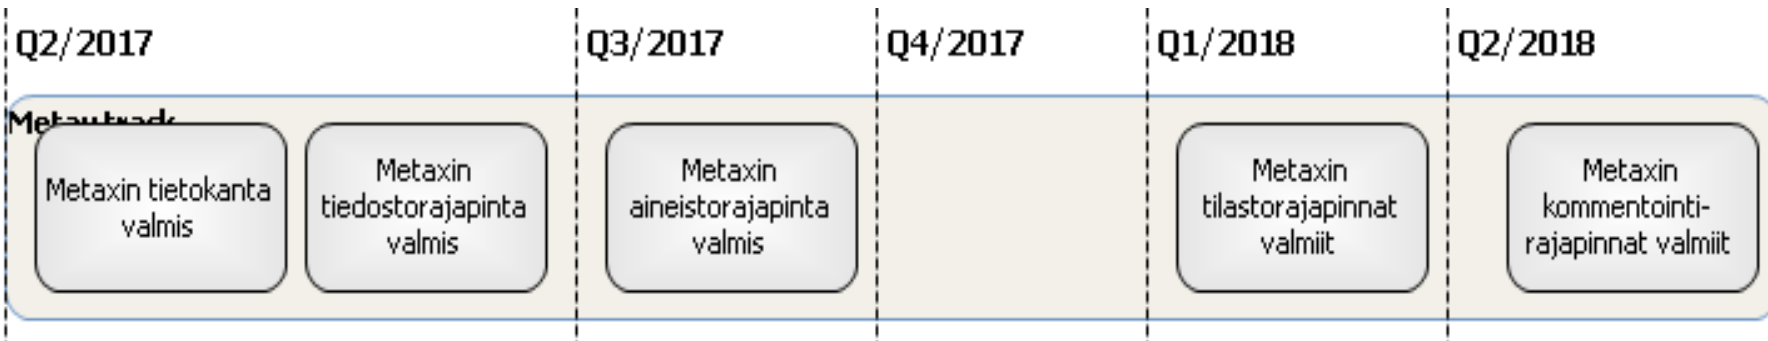 Q2/2017
Q3/2017
Q4/2017
Q1/2018
Q2/2018
Metaxin tietokanta
valmis
Metaxin
tiedostorajapinta
valmis
Metaxin
aineistorajapinta
valmis
Metaxin
tilastorajapinnat
valmiit
Metaxin
kommentointi-
rajapinnat valmiit